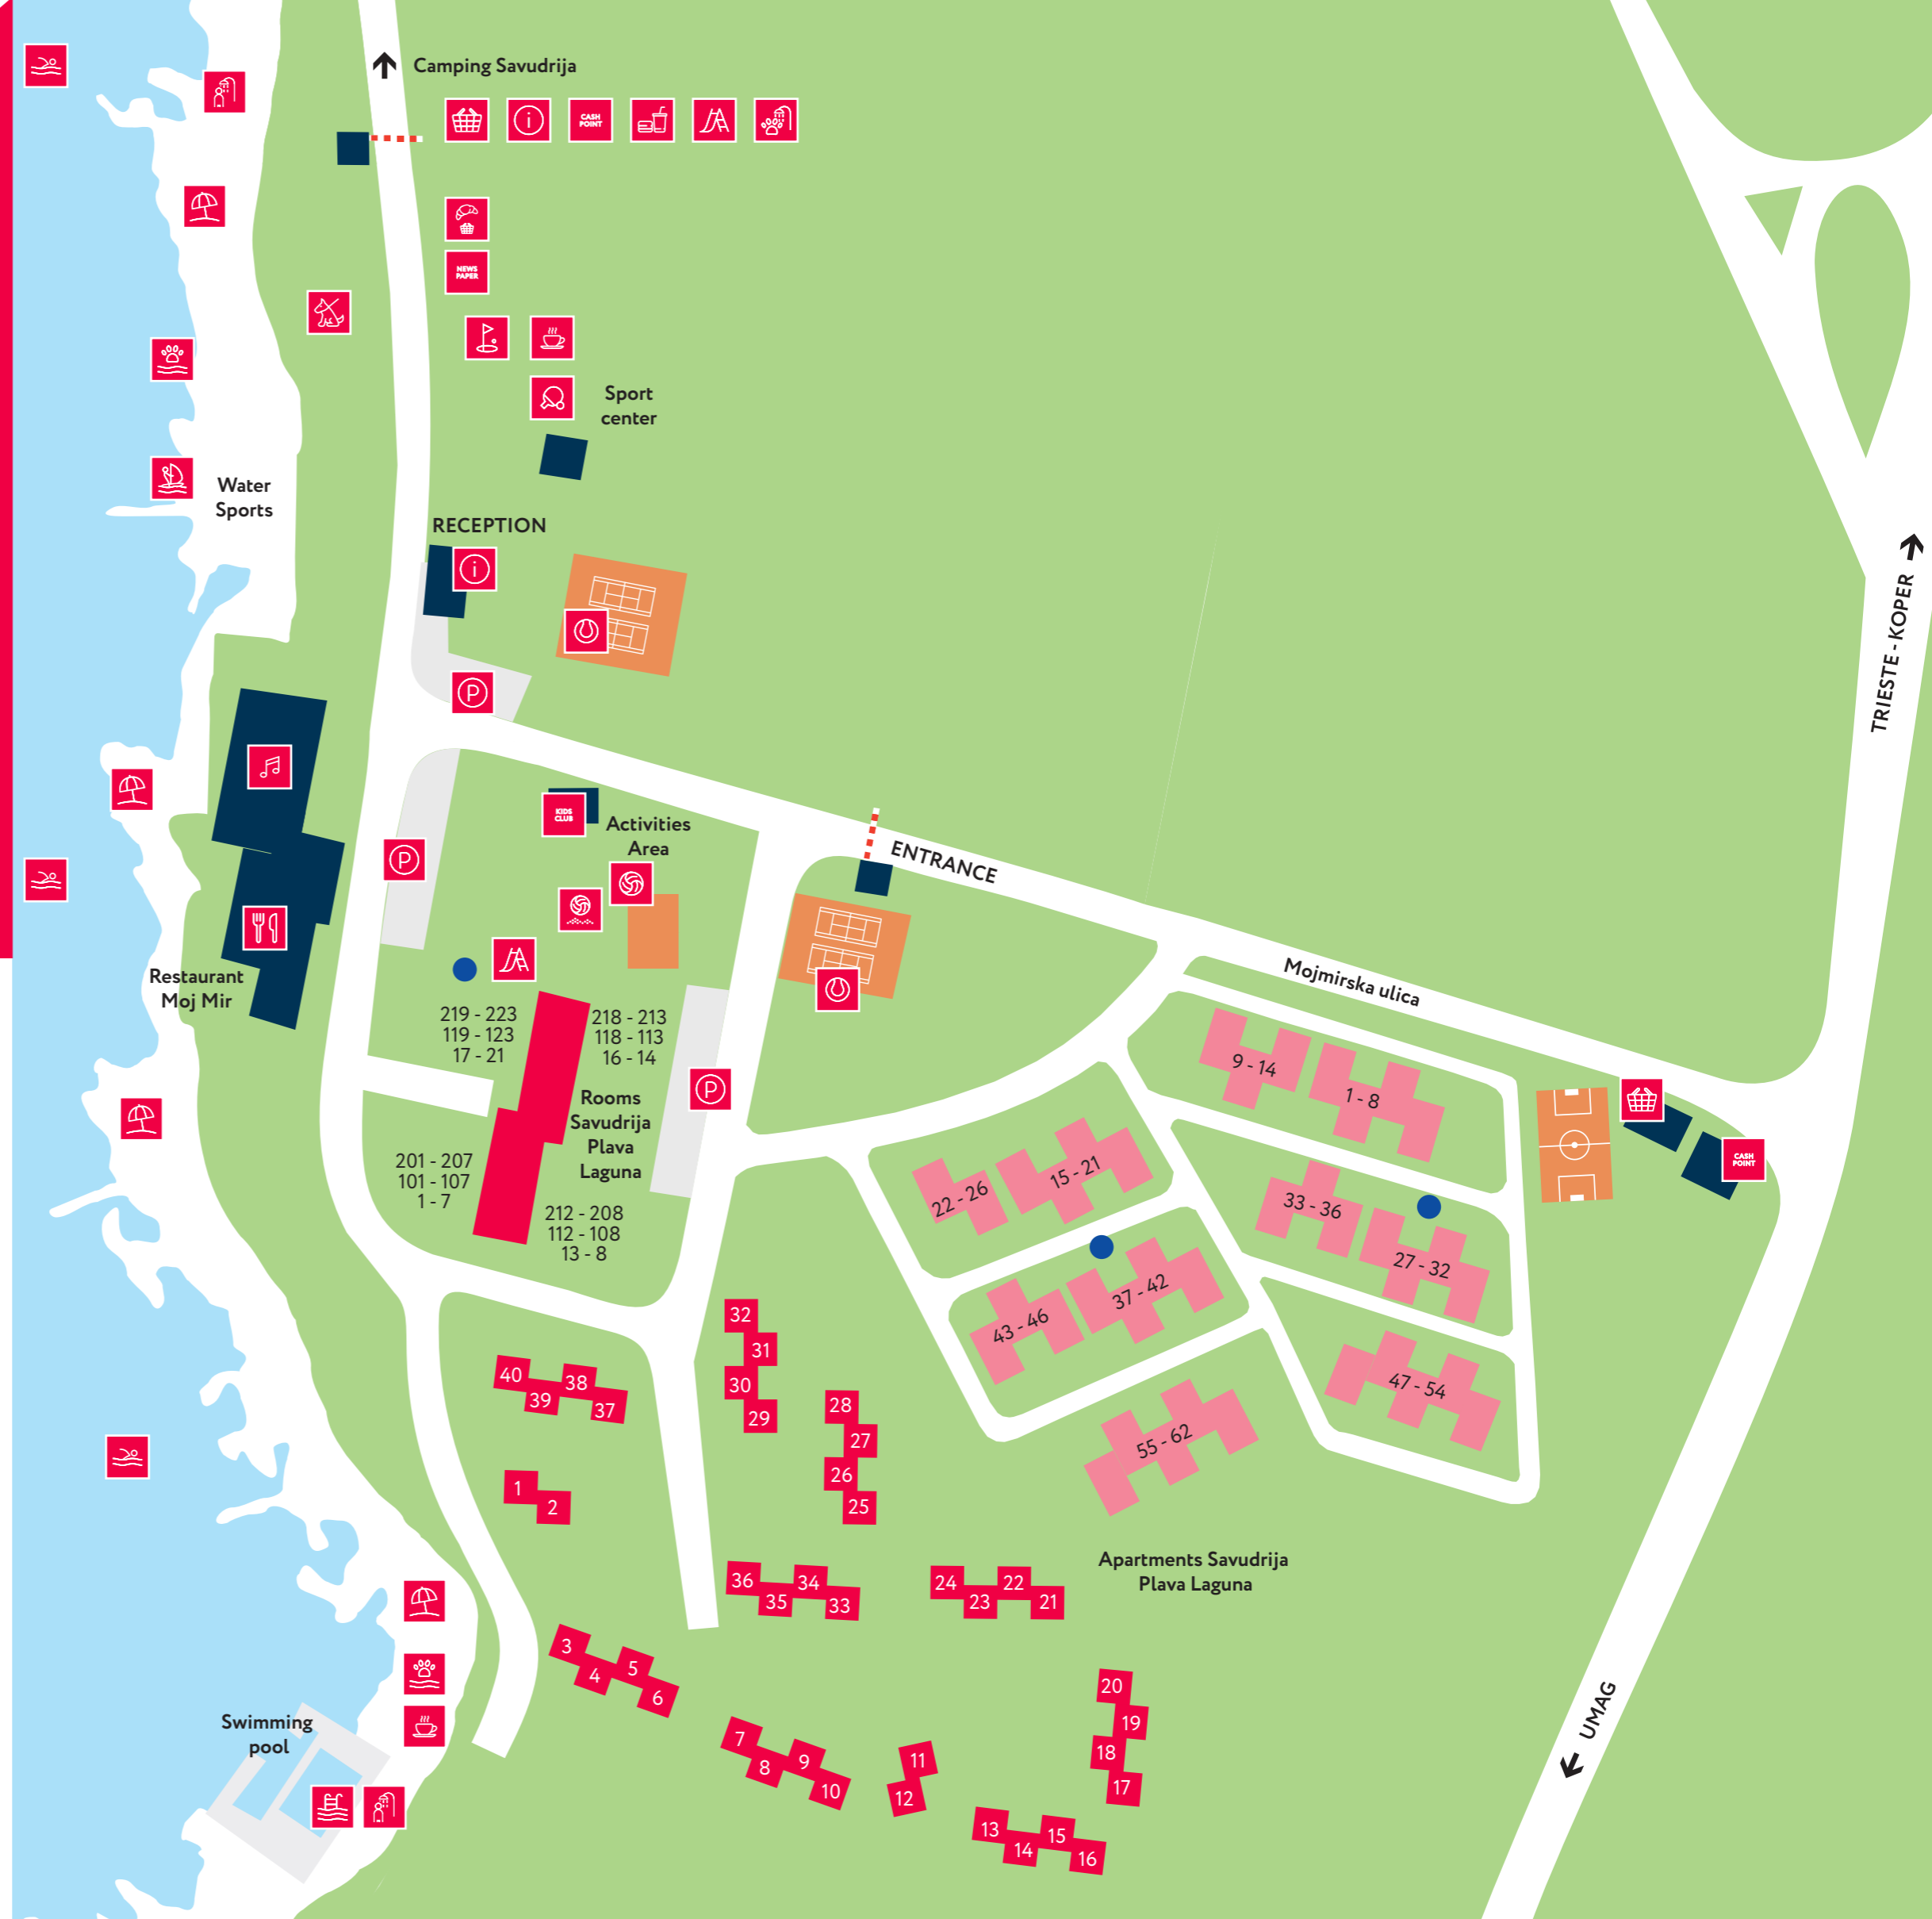 Camping Savudrija
i
CASH
POINT
NEWS
PAPER
Sport
center
Water
Sports
RECEPTION
i
P
TRIESTE - KOPER
KIDS
CLUB
Activities
Area
P
ENTRANCE
Mojmirska ulica
Restaurant
Moj Mir
219 - 223
119 - 123
17 - 21
218 - 213
118 - 113
16 - 14
P
Rooms
Savudrija
Plava
Laguna
201 - 207
101 - 107
1 - 7
212 - 208
112 - 108
13 - 8
9 - 14
1 - 8
CASH
POINT
22 - 26
15 - 21
33 - 36
27 - 32
43 - 46
37 - 42
47 - 54
55 - 62
32
31
30
29
40
39
38
37
28
27
26
25
1
2
Apartments Savudrija
Plava Laguna
36
35
34
33
24
23
22
21
3
4
5
6
20
19
18
17
UMAG
Swimming
pool
7
8
9
10
11
12
13
14
15
16